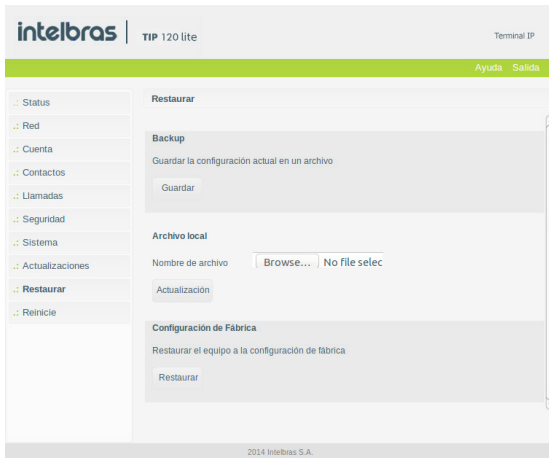 intelbras | TIP 120 lite
Terminal IP
Ayuda Salida
.: Status
.: Red
.: Cuenta
.: Contactos
.: Llamadas
.: Seguridad
.: Sistema
.: Actualizaciones
.: Restaurar
.: Reinicie
Restaurar
Backup
Guardar la configuración actual en un archivo
Guardar
Archivo local
Nombre de archivo Browse... No file selec
Actualización
Configuración de Fábrica
Restaurar el equipo a la configuración de fábrica
Restaurar
2014 Intelbras S.A.